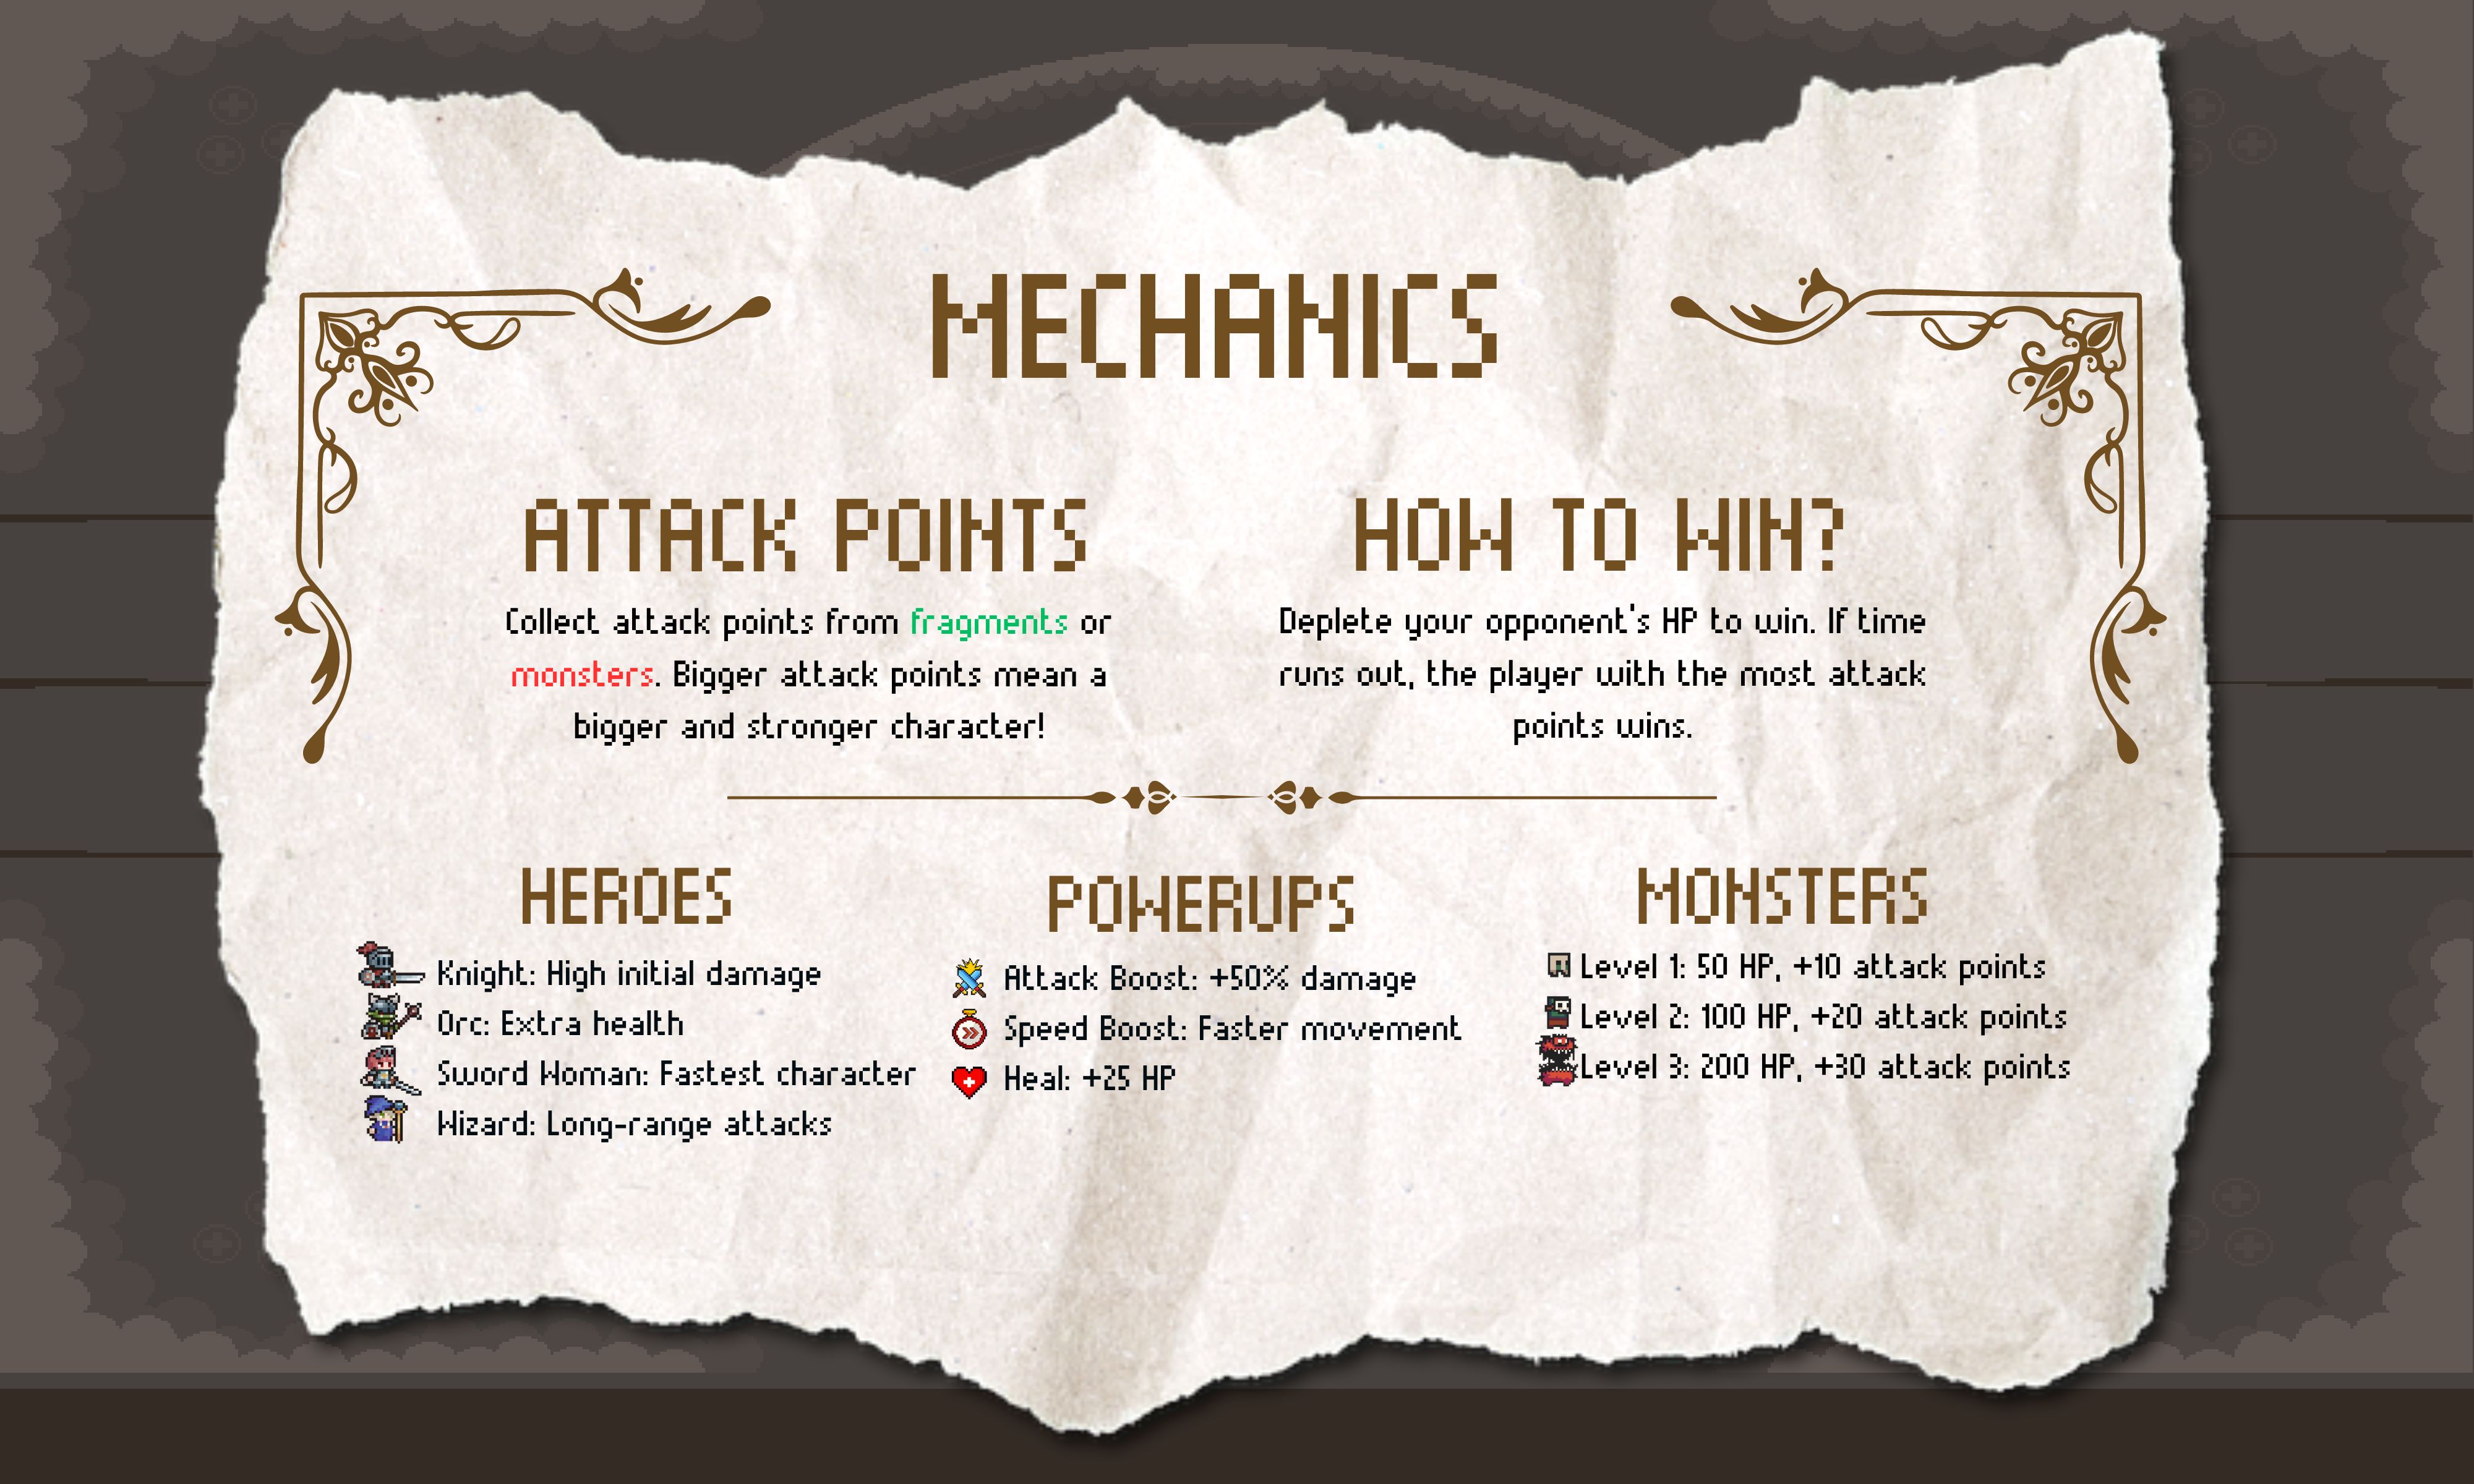 MECHANICS
ATTACK POINTS
Collect attack points from fragments or
monsters. Bigger attack points mean a
bigger and stronger character!
HOW TO WIN?
Deplete your opponent's HP to win. If time
runs out, the player with the most attack
points wins.
HEROES
Knight: High initial damage
Orc: Extra health
Sword Woman: Fastest character
Wizard: Long-range attacks
POWERUPS
Attack Boost: +50% damage
Speed Boost: Faster movement
Heal: +25 HP
MONSTERS
Level 1: 50 HP, +10 attack points
Level 2: 100 HP, +20 attack points
Level 3: 200 HP, +30 attack points